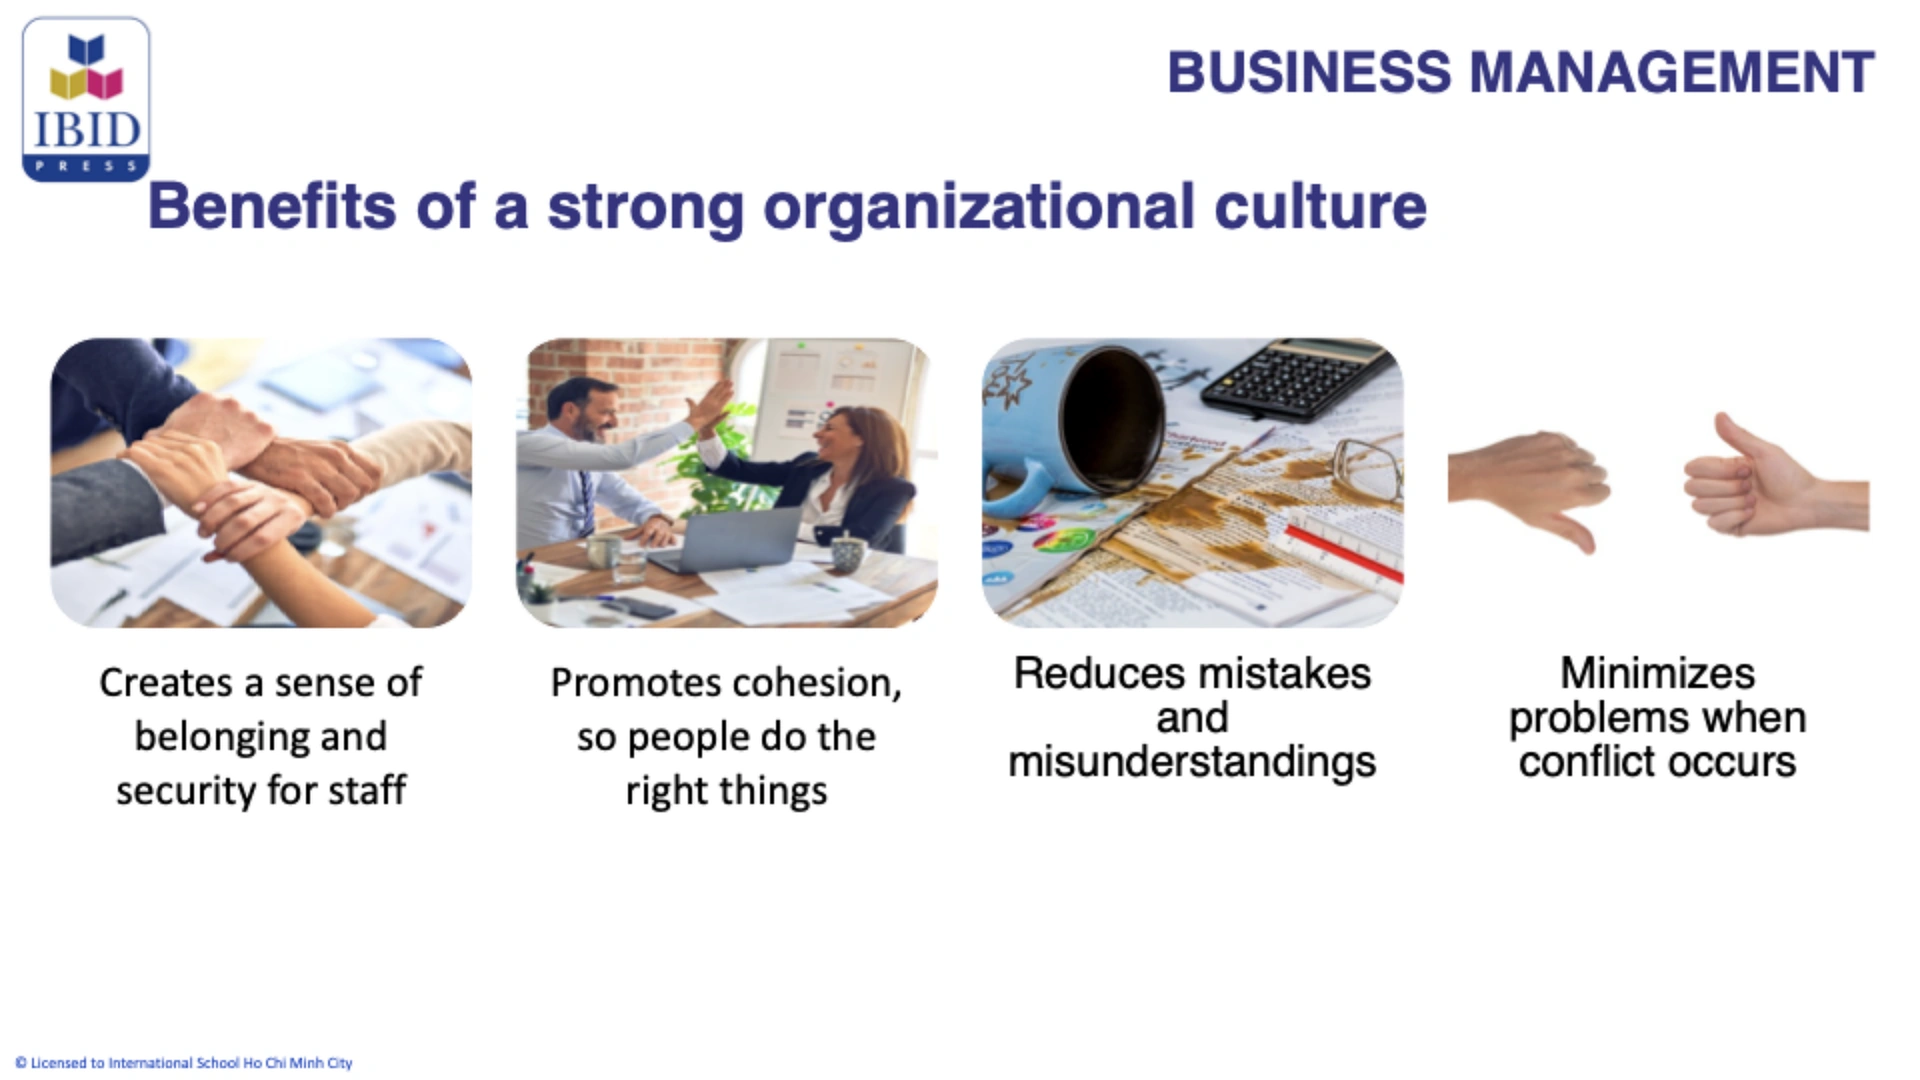 IBID
PRESS
BUSINESS MANAGEMENT
Benefits of a strong organizational culture
Creates a sense of
belonging and
security for staff
Promotes cohesion,
so people do the
right things
Reduces mistakes
and
misunderstandings
Minimizes
problems when
conflict occurs
© Licensed to International School Ho Chi Minh City